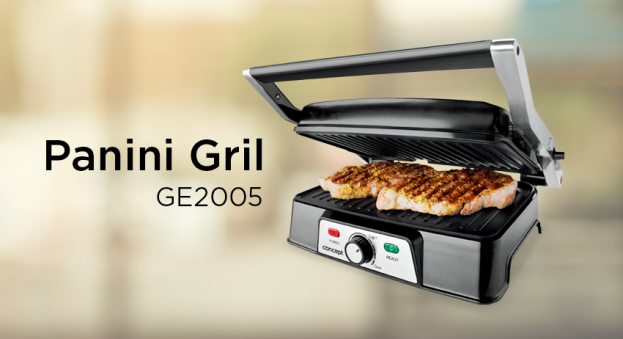 Panini Gril
GE2005
POWER
READY
concept